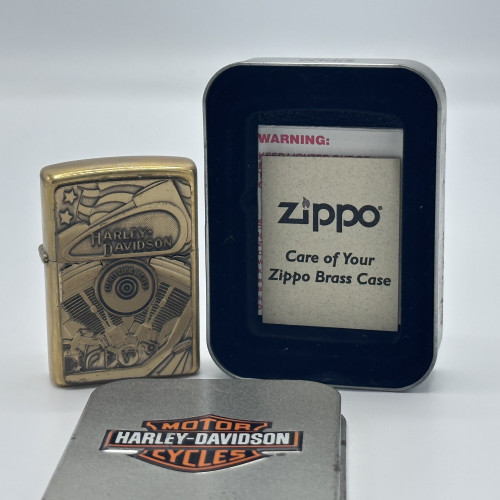 HARLEY-
DAVIDSON
WARNING:
Zippo
Care of Your
Zippo Brass Case
MOTOR
HARLEY-DAVIDSON
CYCLES